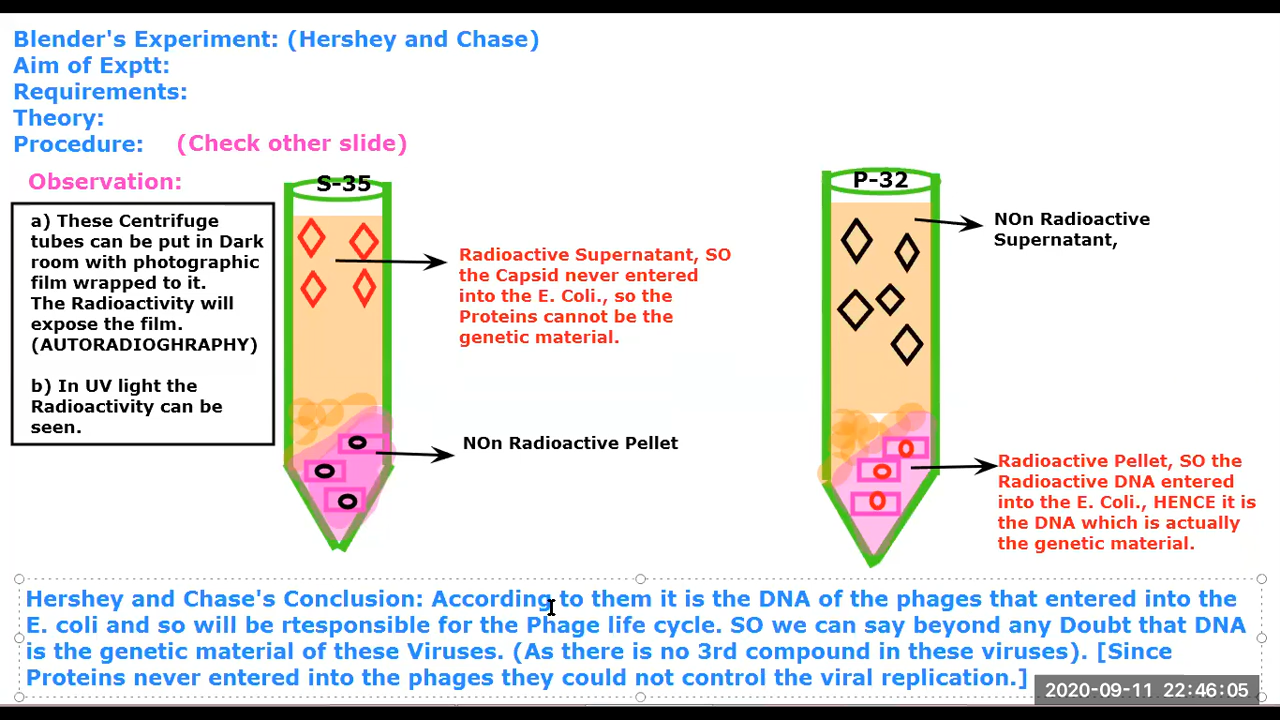 Blender's Experiment: (Hershey and Chase)
Aim of Exptt:
Requirements:
Theory:
Procedure: (Check other slide)
Observation:
a) These Centrifuge
tubes can be put in Dark
room with photographic
film wrapped to it.
The Radioactivity will
expose the film.
(AUTORADIOGHRAPHY)
b) In UV light the
Radioactivity can be
seen.
S-35
Radioactive Supernatant, SO
the Capsid never entered
into the E. Coli., so the
Proteins cannot be the
genetic material.
NOn Radioactive Pellet
P-32
NOn Radioactive
Supernatant,
Radioactive Pellet, SO the
Radioactive DNA entered
into the E. Coli., HENCE it is
the DNA which is actually
the genetic material.
Hershey and Chase's Conclusion: According to them it is the DNA of the phages that entered into the
E. coli and so will be rtesponsible for the Phage life cycle. SO we can say beyond any Doubt that DNA
is the genetic material of these Viruses. (As there is no 3rd compound in these viruses). [Since
Proteins never entered into the phages they could not control the viral replication.]
2020-09-11 22:46:05